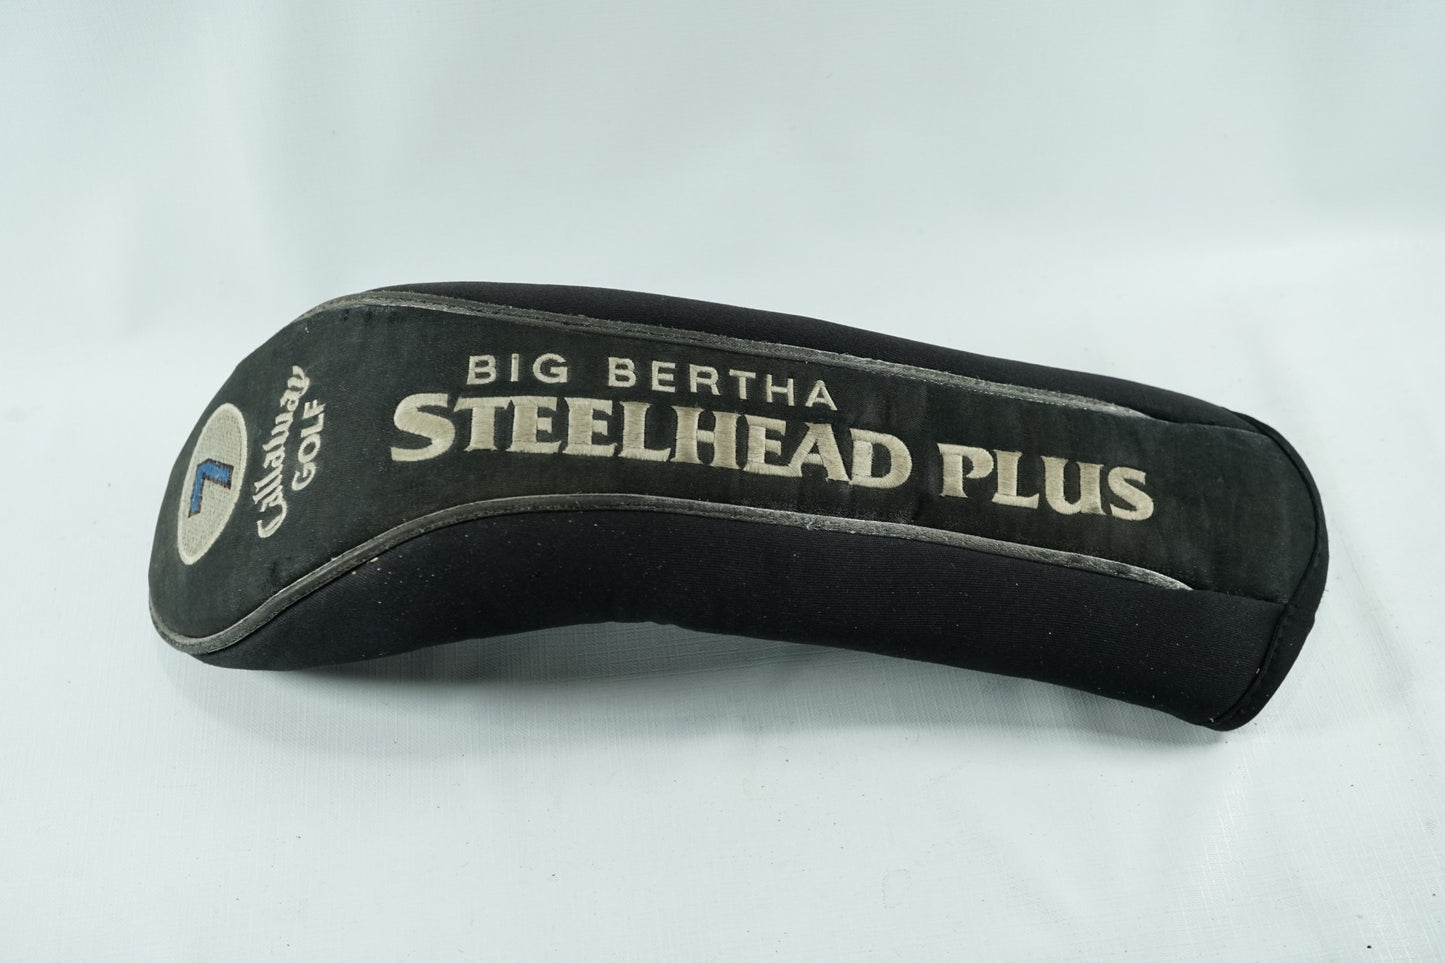 BIG BERTHA
STEELHEAD PLUS
Callaway
GOLF
7